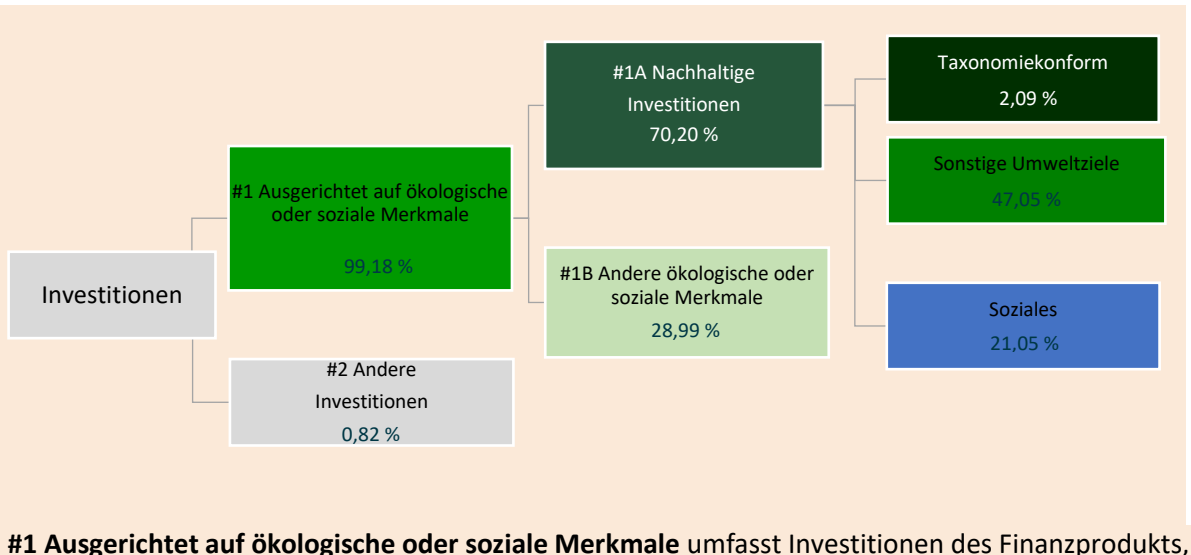 Investitionen
#1 Ausgerichtet auf ökologische
oder soziale Merkmale
99,18 %
#2 Andere
Investitionen
0,82 %
#1A Nachhaltige
Investitionen
70,20 %
#1B Andere ökologische oder
soziale Merkmale
28,99 %
Taxonomiekonform
2,09 %
Sonstige Umweltziele
47,05 %
Soziales
21,05 %
#1 Ausgerichtet auf ökologische oder soziale Merkmale umfasst Investitionen des Finanzprodukts,